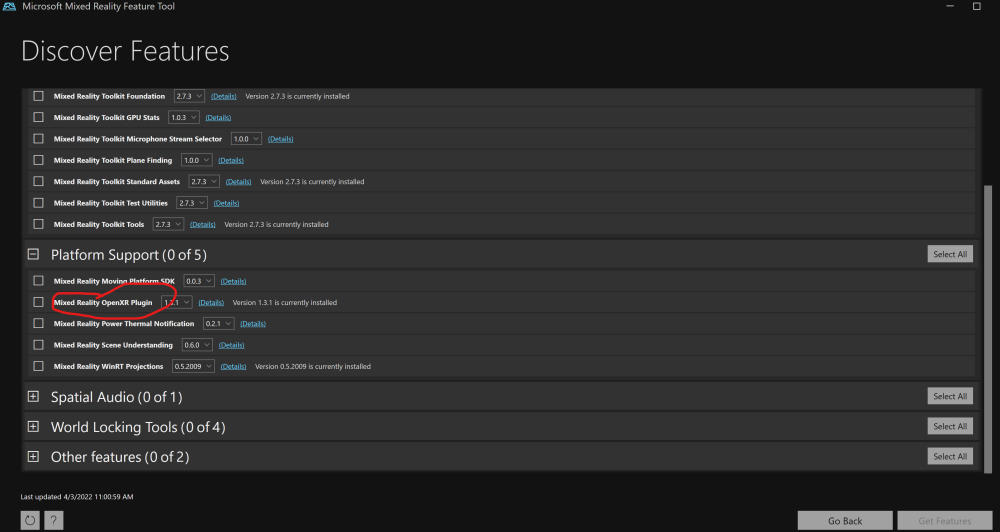 Microsoft Mixed Reality Feature Tool
Discover Features
Mixed Reality Toolkit Foundation 2.7.3 (Details) Version 2.7.3 is currently installed
Mixed Reality Toolkit GPU Stats 1.0.3 (Details)
Mixed Reality Toolkit Microphone Stream Selector 1.0.0 (Details)
Mixed Reality Toolkit Plane Finding 1.0.0 (Details)
Mixed Reality Toolkit Standard Assets 2.7.3 (Details) Version 2.7.3 is currently installed
Mixed Reality Toolkit Test Utilities 2.7.3 (Details)
Mixed Reality Toolkit Tools 2.7.3 (Details) Version 2.7.3 is currently installed
Platform Support (0 of 5) Select All
Mixed Reality Moving Platform SDK 0.0.3 (Details)
Mixed Reality OpenXR Plugin 1.3.1 (Details) Version 1.3.1 is currently installed
Mixed Reality Power Thermal Notification 0.2.1 (Details)
Mixed Reality Scene Understanding 0.6.0 (Details)
Mixed Reality WinRT Projections 0.5.2009 (Details) Version 0.5.2009 is currently installed
Spatial Audio (0 of 1) Select All
World Locking Tools (0 of 4) Select All
Other features (0 of 2) Select All
Last updated 4/3/2022 11:00:59 AM
? Go Back Get Features